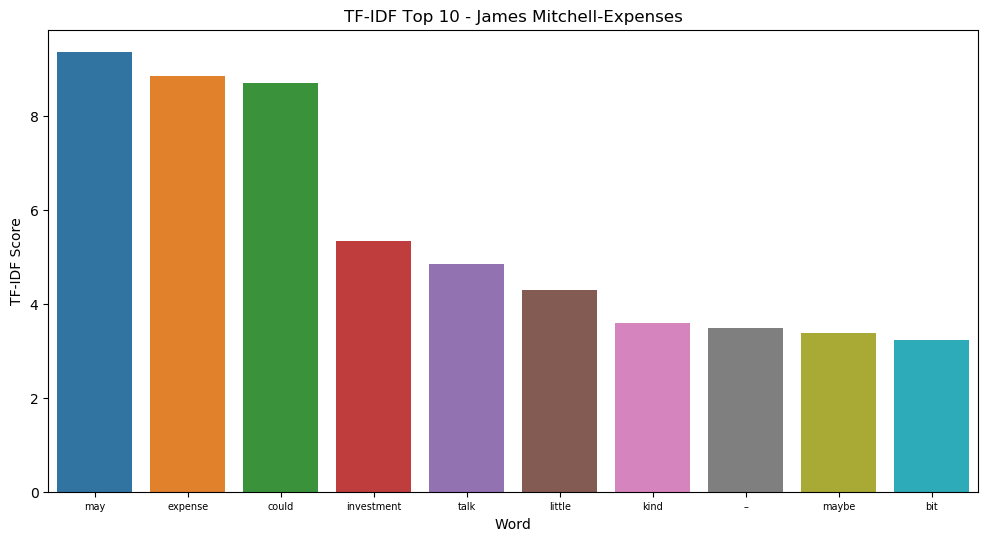 TF-IDF Top 10 - James Mitchell-Expenses
TF-IDF Score
8
6
4
2
0
may expense could investment talk little kind – maybe bit
Word